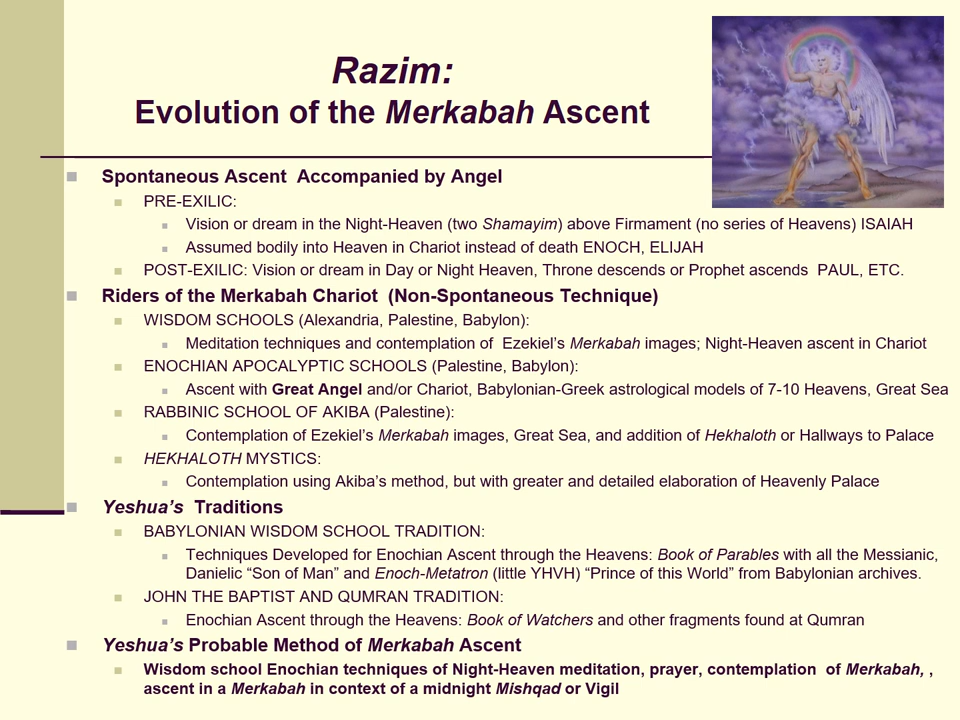 Razim:
Evolution of the Merkabah Ascent
Spontaneous Ascent  Accompanied by Angel
PRE-EXILIC:
Vision or dream in the Night-Heaven (two Shamayim) above Firmament (no series of Heavens) ISAIAH
Assumed bodily into Heaven in Chariot instead of death ENOCH, ELIJAH
POST-EXILIC: Vision or dream in Day or Night Heaven, Throne descends or Prophet ascends  PAUL, ETC.
Riders of the Merkabah Chariot  (Non-Spontaneous Technique)
WISDOM SCHOOLS (Alexandria, Palestine, Babylon):
Meditation techniques and contemplation of  Ezekiel’s Merkabah images; Night-Heaven ascent in Chariot
ENOCHIAN APOCALYPTIC SCHOOLS (Palestine, Babylon):
Ascent with Great Angel and/or Chariot, Babylonian-Greek astrological models of 7-10 Heavens, Great Sea
RABBINIC SCHOOL OF AKIBA (Palestine):
Contemplation of Ezekiel’s Merkabah images, Great Sea, and addition of Hekhaloth or Hallways to Palace
HEKHALOTH MYSTICS:
Contemplation using Akiba’s method, but with greater and detailed elaboration of Heavenly Palace
Yeshua’s  Traditions
BABYLONIAN WISDOM SCHOOL TRADITION:
Techniques Developed for Enochian Ascent through the Heavens: Book of Parables with all the Messianic,
Danielic “Son of Man” and Enoch-Metatron (little YHVH) “Prince of this World” from Babylonian archives.
JOHN THE BAPTIST AND QUMRAN TRADITION:
Enochian Ascent through the Heavens: Book of Watchers and other fragments found at Qumran
Yeshua’s Probable Method of Merkabah Ascent
Wisdom school Enochian techniques of Night-Heaven meditation, prayer, contemplation  of Merkabah, ,
ascent in a Merkabah in context of a midnight Mishqad or Vigil